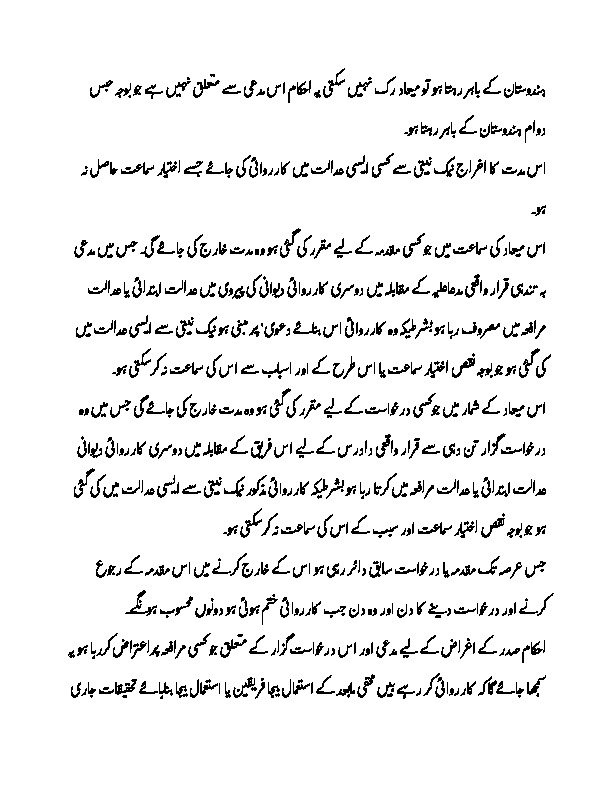 ہندوستان کے باہر رہتا ہو تو میعاد رک نہیں سکتی یہ احکام اس مدعی سے متعلق نہیں ہے جو بوجہ حبس
دوام ہندوستان کے باہر رہتا ہو۔
اس مدت کا اخراج نیک نیتی سے کسی ایسی عدالت میں کارروائی کی جائے جسے اختیار سماعت حاصل نہ
ہو۔
اس میعاد کی سماعت میں جو کسی مقدمہ کے لیے مقرر کی گئی ہو وہ مدت خارج کی جائے گی۔ جس میں مدعی
بہ تندہی قرار واقعی مدعاعلیہ کے مقابلہ میں دوسری کارروائی دیوانی کی پیروی میں عدالت ابتدائی یا عدالت
مرافعہ میں مصروف رہا ہو بشرطیکہ وہ کارروائی اس بنائے دعویٰ پر مبنی ہو نیک نیتی سے ایسی عدالت میں
کی گئی ہو جو بوجہ نقص اختیار سماعت یا اس طرح کے اور اسباب سے اس کی سماعت نہ کر سکتی ہو۔
اس میعاد کے شمار میں جو کسی درخواست کے لیے مقرر کی گئی ہو وہ مدت خارج کی جائے گی جس میں وہ
درخواست گزار تن دہی سے قرار واقعی دادرس کے لیے اس فریق کے مقابلہ میں دوسری کارروائی دیوانی
عدالت ابتدائی یا عدالت مرافعہ میں کرتا رہا ہو بشرطیکہ کارروائی مذکور نیک نیتی سے ایسی عدالت میں کی گئی
ہو جو بوجہ نقص اختیار سماعت اور سبب کے اس کی سماعت نہ کر سکتی ہو۔
جس عرصہ تک مقدمہ یا درخواست سابق دائر رہی ہو اس کے خارج کرنے میں اس مقدمہ کے رجوع
کرنے اور درخواست دینے کا دن اور وہ دن جب کارروائی ختم ہوئی ہو دونوں محسوب ہونگے۔
احکام صدر کے اغراض کے لیے مدعی اور اس درخواست گزار کے متعلق جو کسی مرافعہ پر اعتراض کر رہا ہو یہ
سمجھا جائے گا کہ کارروائی کر رہے ہیں مخفی مابعد کے استعمال بیجا فریقین یا استعمال بیجا بنابائے تحقیقات جاری